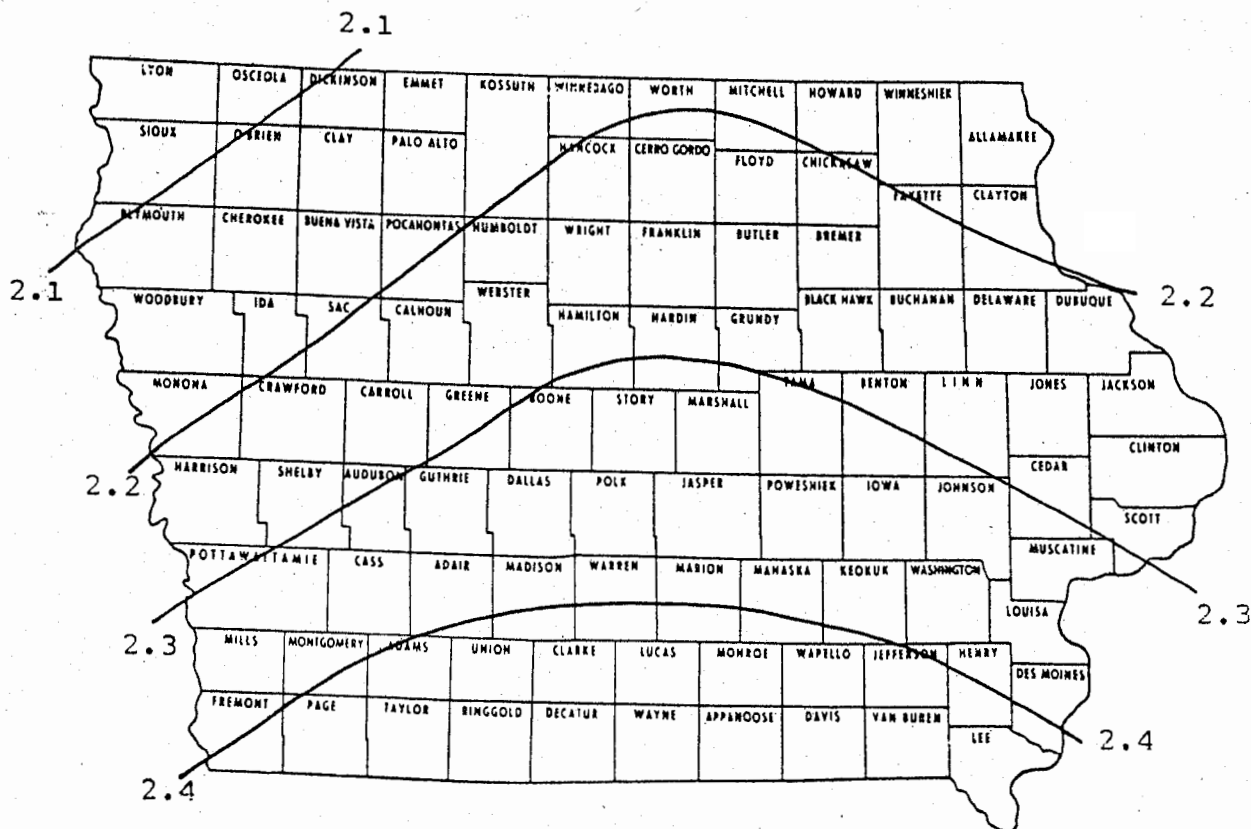 2.1
LYON OSCEOLA DICKINSON EMMET KOSSUTH WINNEBAGO WORTH MITCHELL HOWARD WINNESHIEK
ALLAMAKEE
SIOUX O'BRIEN CLAY PALO ALTO HANCOCK CERRO GORDO FLOYD CHICKASAW
FAYETTE CLAYTON
PLYMOUTH CHEROKEE BUENA VISTA POCAHONTAS HUMBOLDT WRIGHT FRANKLIN BUTLER BREMER
2.1
2.2
WOODBURY IDA SAC CALHOUN WEBSTER HAMILTON HARDIN GRUNDY BLACK HAWK BUCHANAN DELAWARE DUBUQUE
MONONA CRAWFORD CARROLL GREENE BOONE STORY MARSHALL TAMA BENTON LINN JONES JACKSON
CLINTON
2.2
HARRISON SHELBY AUDUBON GUTHRIE DALLAS POLK JASPER POWESHIEK IOWA JOHNSON CEDAR
SCOTT
MUSCATINE
POTTAWATTAMIE CASS ADAIR MADISON WARREN MARION MAHASKA KEOKUK WASHINGTON
LOUISA
2.3
2.3
MILLS MONTGOMERY ADAMS UNION CLARKE LUCAS MONROE WAPELLO JEFFERSON HENRY
DES MOINES
FREMONT PAGE TAYLOR RINGGOLD DECATUR WAYNE APPANOOSE DAVIS VAN BUREN
LEE
2.4
2.4